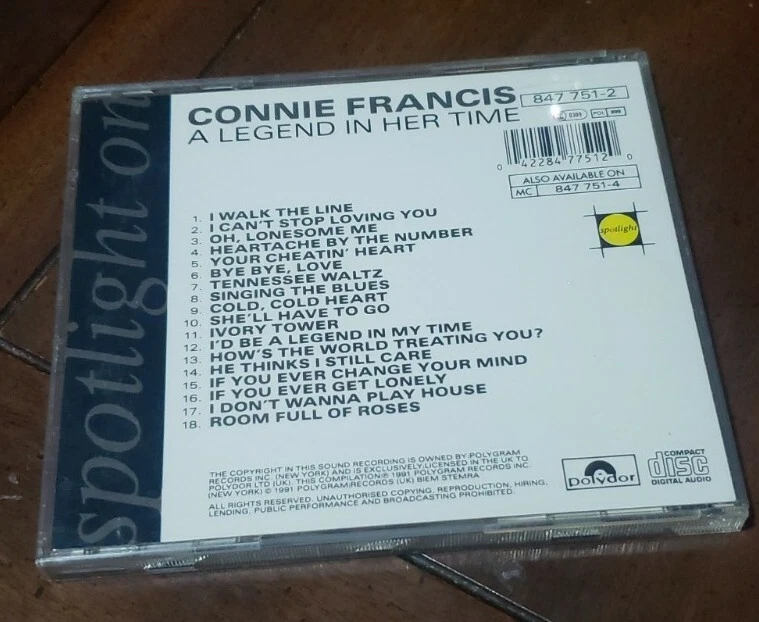 spotlight on
CONNIE FRANCIS
A LEGEND IN HER TIME
847 751-2
0 42284 77512 0
ALSO AVAILABLE ON
MC 847 751-4
spotlight
1. I WALK THE LINE
2. I CAN'T STOP LOVING YOU
3. OH, LONESOME ME
4. HEARTACHE BY THE NUMBER
5. YOUR CHEATIN' HEART
6. BYE BYE, LOVE
7. TENNESSEE WALTZ
8. SINGING THE BLUES
9. COLD, COLD HEART
10. SHE'LL HAVE TO GO
11. IVORY TOWER
12. I'D BE A LEGEND IN MY TIME
13. HOW'S THE WORLD TREATING YOU?
14. HE THINKS I STILL CARE
15. IF YOU EVER CHANGE YOUR MIND
16. IF YOU EVER GET LONELY
17. I DON'T WANNA PLAY HOUSE
18. ROOM FULL OF ROSES
THE COPYRIGHT IN THIS SOUND RECORDING IS OWNED BY POLYGRAM
RECORDS INC. (NEW YORK) AND IS EXCLUSIVELY LICENSED IN THE UK TO
POLYDOR LTD (UK). THIS COMPILATION ℗ 1991 POLYGRAM RECORDS INC.
(NEW YORK) © 1991 POLYGRAM RECORDS (UK) BIEM STEMRA
ALL RIGHTS RESERVED. UNAUTHORISED COPYING, REPRODUCTION, HIRING,
LENDING, PUBLIC PERFORMANCE AND BROADCASTING PROHIBITED.
polydor
COMPACT
disc
DIGITAL AUDIO